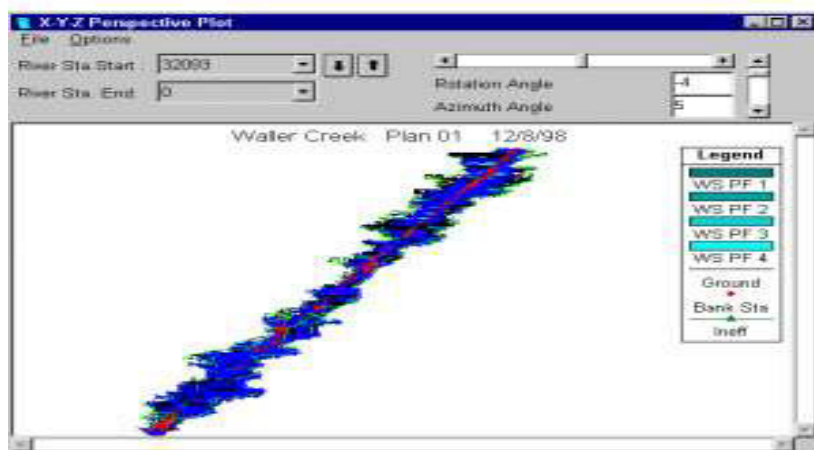 X-Y-Z Perspective Plot
File Options
River Sta Start : 32093
River Sta. End: 0
Rotation Angle -4
Azimuth Angle 5
Waller Creek Plan 01 12/8/98
Legend
WS PF 1
WS PF 2
WS PF 3
WS PF 4
Ground
Bank Sta
Ineff